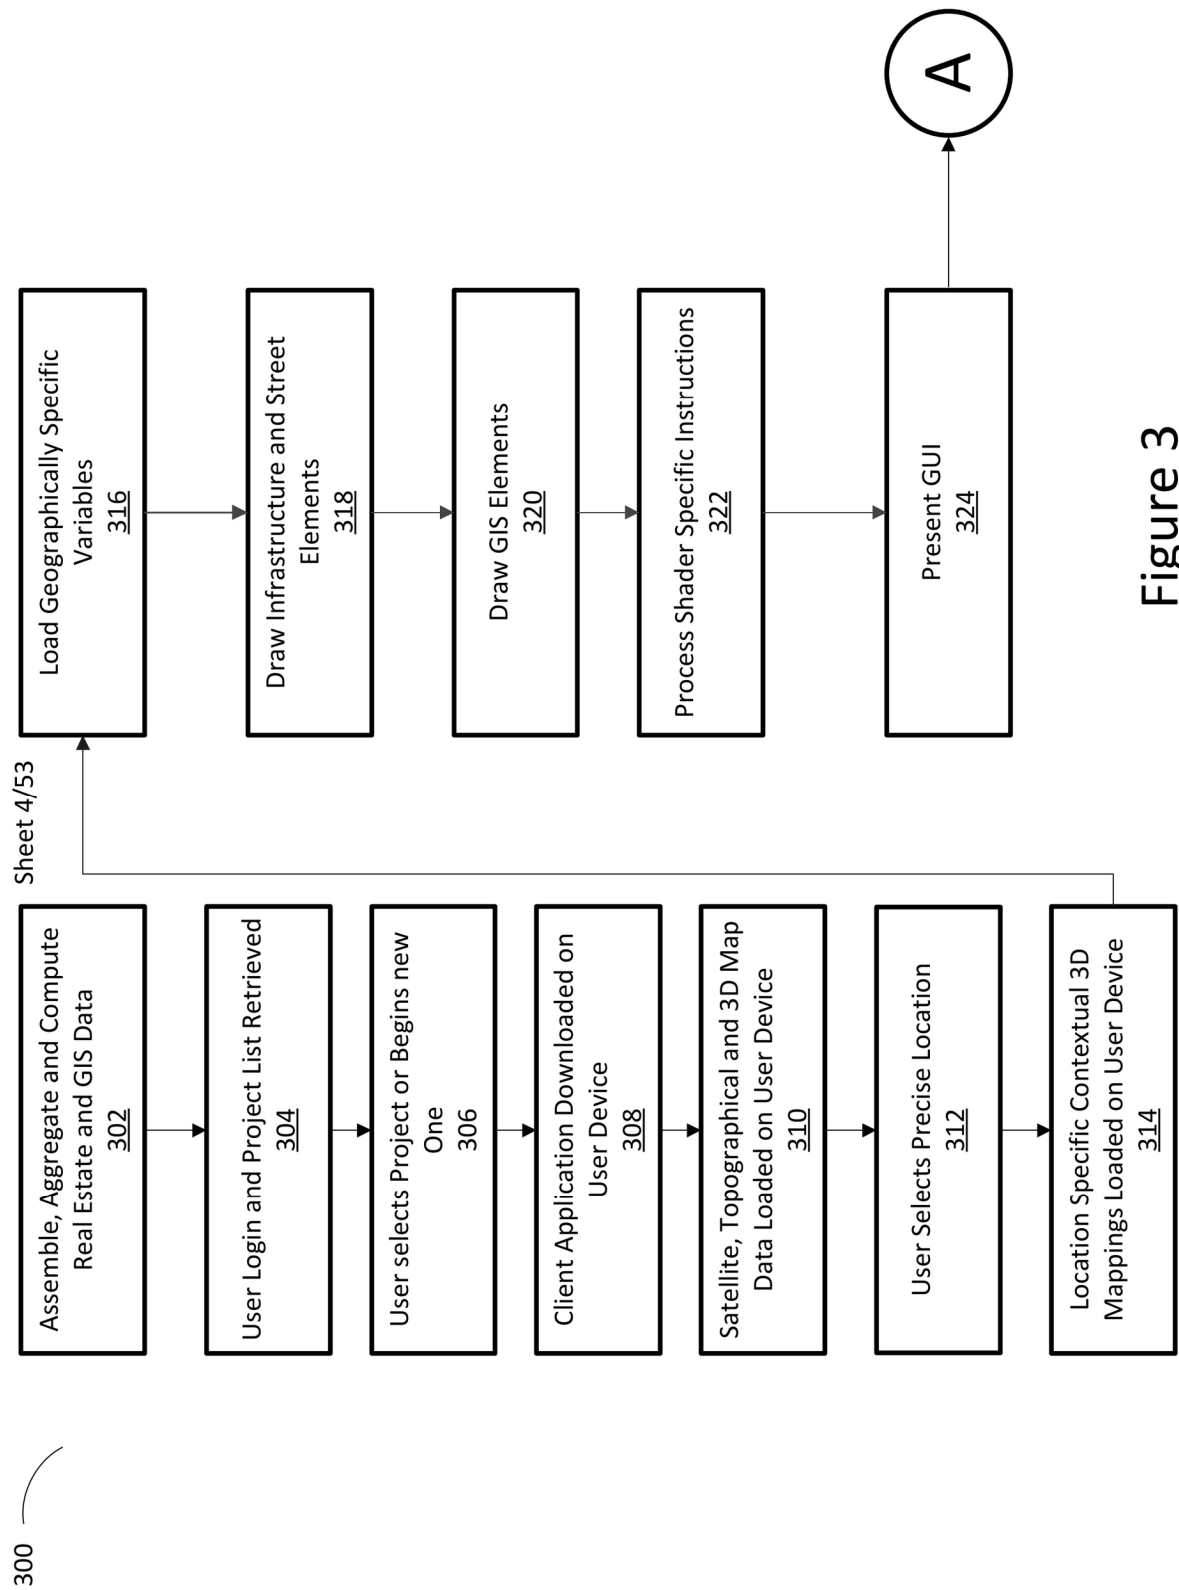 Sheet 4/53
300
Assemble, Aggregate and Compute
Real Estate and GIS Data
302
User Login and Project List Retrieved
304
User selects Project or Begins new
One
306
Client Application Downloaded on
User Device
308
Satellite, Topographical and 3D Map
Data Loaded on User Device
310
User Selects Precise Location
312
Location Specific Contextual 3D
Mappings Loaded on User Device
314
Load Geographically Specific
Variables
316
Draw Infrastructure and Street
Elements
318
Draw GIS Elements
320
Process Shader Specific Instructions
322
Present GUI
324
A
Figure 3